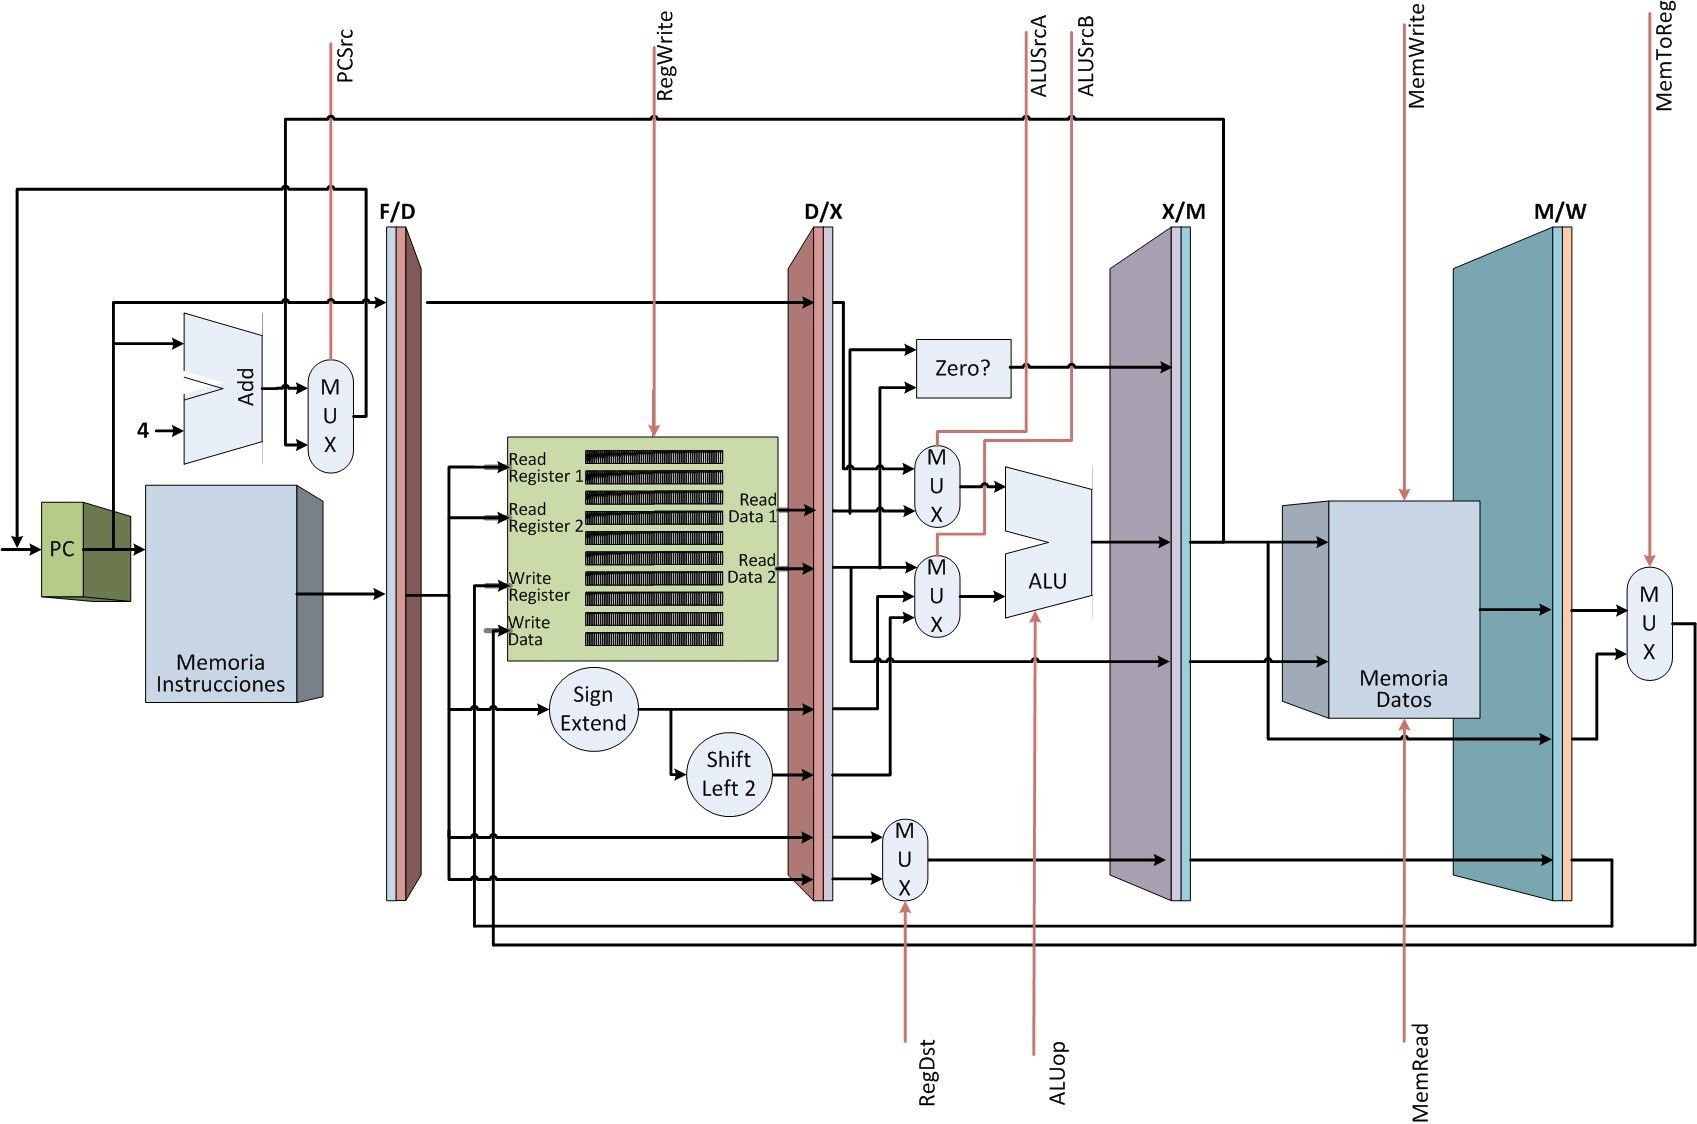 PCSrc
RegWrite
ALUSrcA
ALUSrcB
MemWrite
MemToReg
F/D
D/X
X/M
M/W
Add
4
M
U
X
Zero?
PC
Memoria
Instrucciones
Read
Register 1
Read
Register 2
Write
Register
Write
Data
Read
Data 1
Read
Data 2
M
U
X
M
U
X
ALU
Sign
Extend
Shift
Left 2
M
U
X
Memoria
Datos
M
U
X
RegDst
ALUop
MemRead